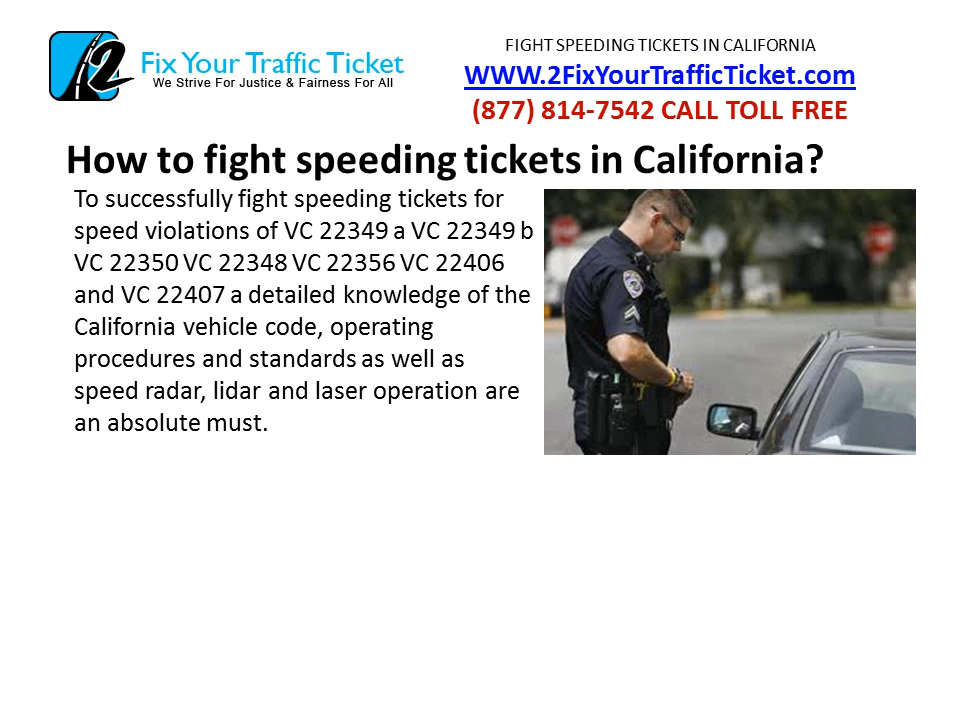 2 Fix Your Traffic Ticket
We Strive For Justice & Fairness For All
FIGHT SPEEDING TICKETS IN CALIFORNIA
WWW.2FixYourTrafficTicket.com
(877) 814-7542 CALL TOLL FREE
How to fight speeding tickets in California?
To successfully fight speeding tickets for
speed violations of VC 22349 a VC 22349 b
VC 22350 VC 22348 VC 22356 VC 22406
and VC 22407 a detailed knowledge of the
California vehicle code, operating
procedures and standards as well as
speed radar, lidar and laser operation are
an absolute must.